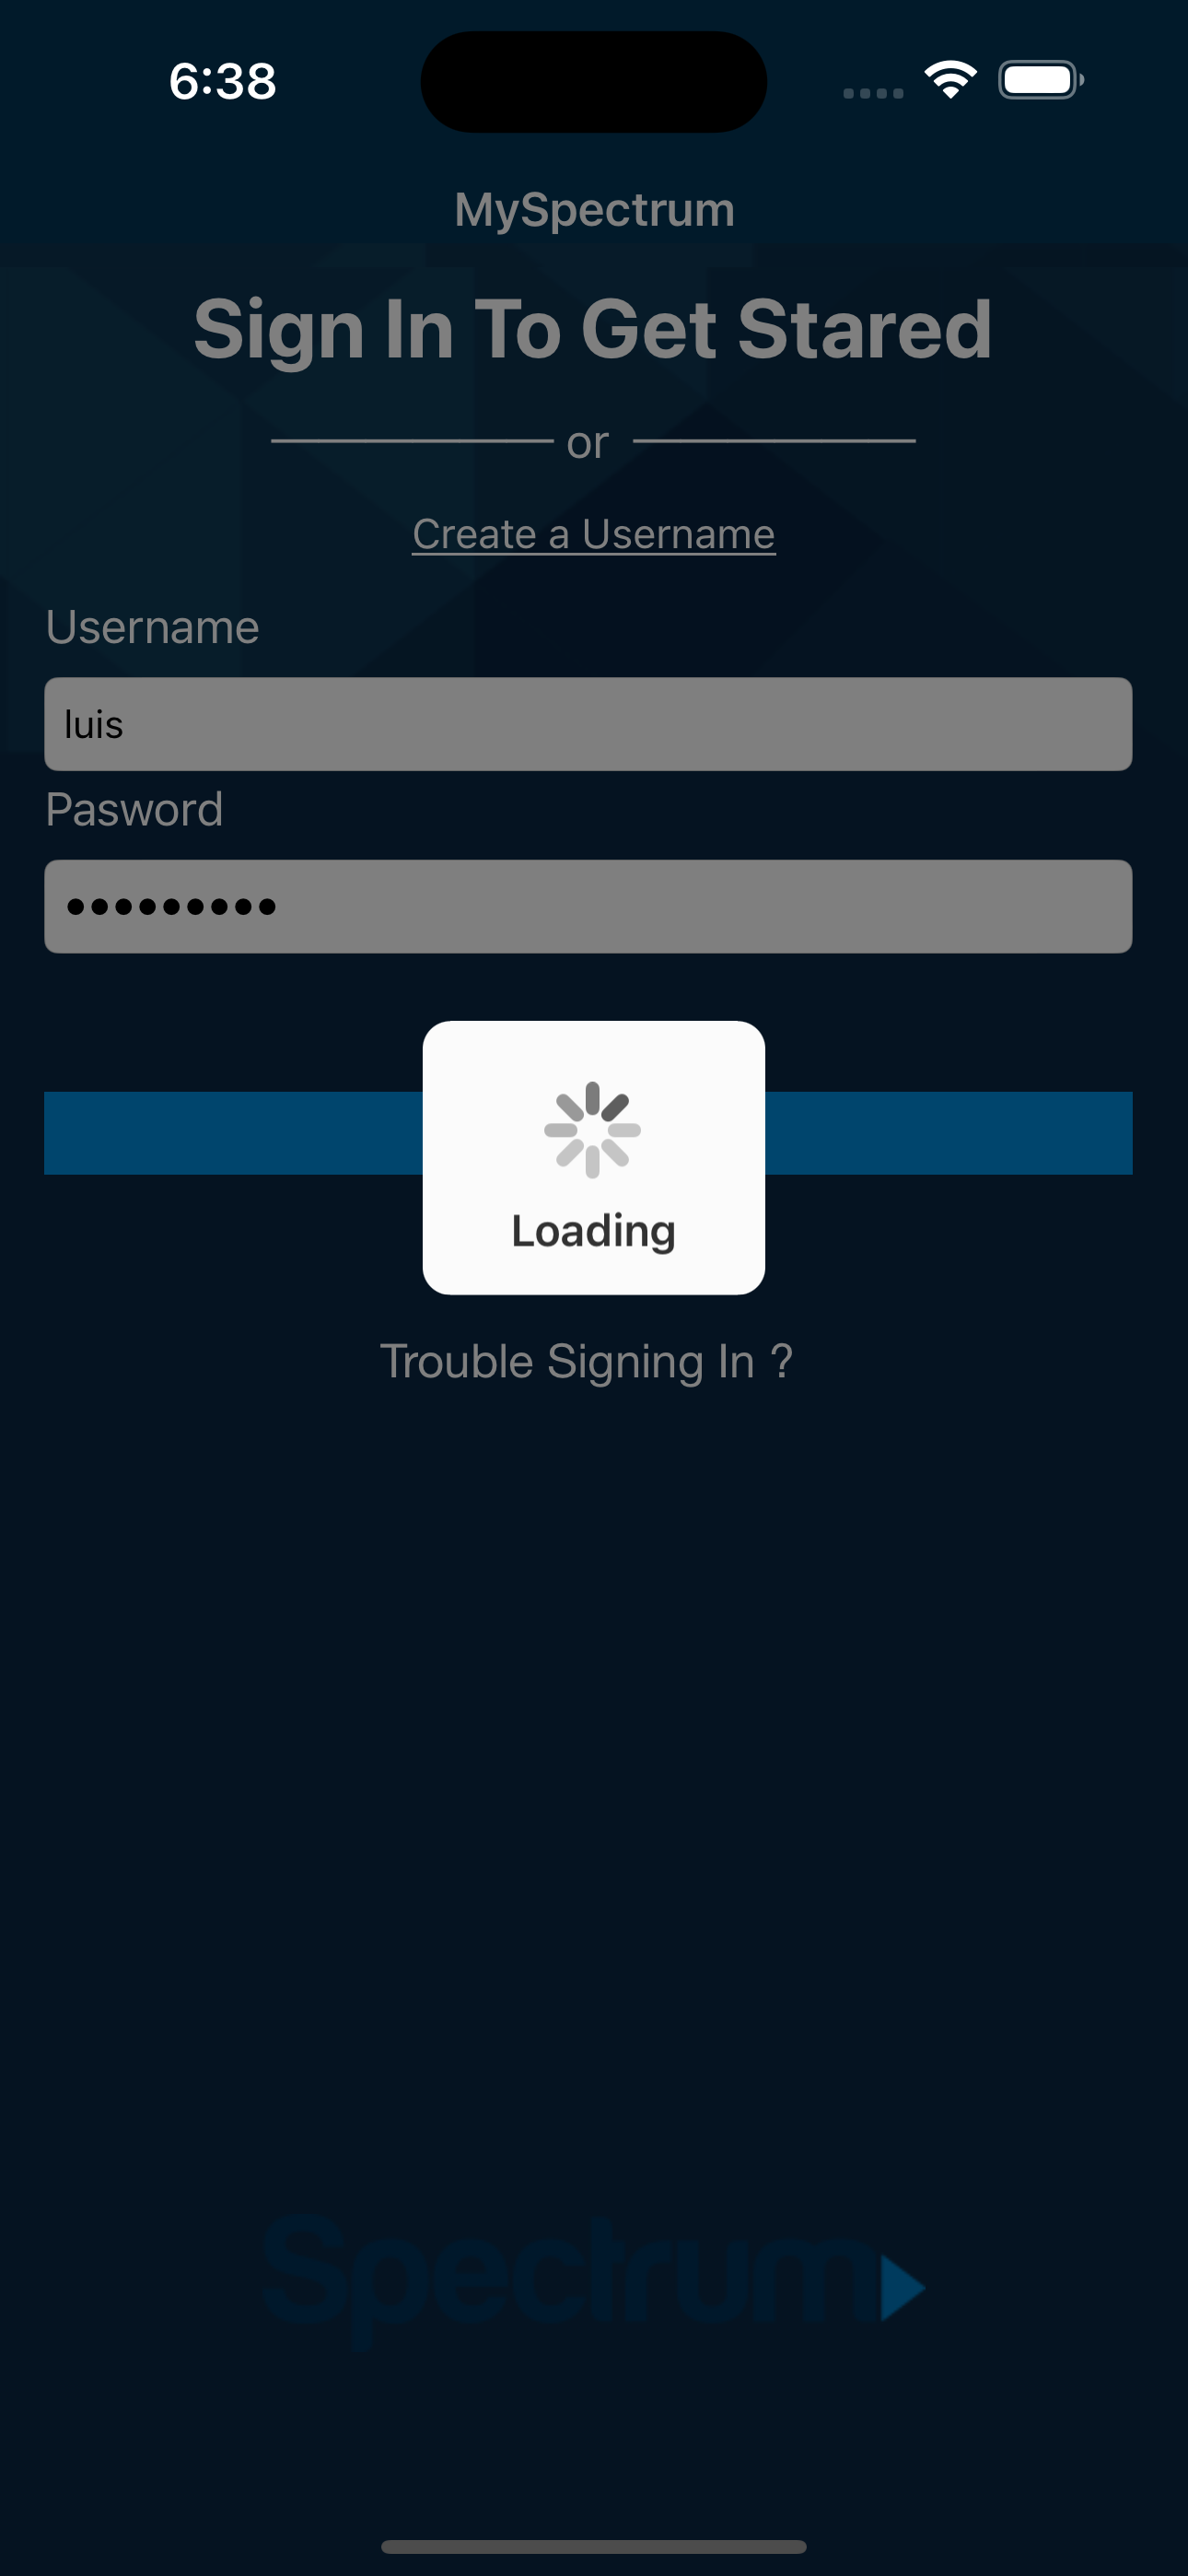 6:38
MySpectrum
Sign In To Get Stared
or
Create a Username
Username
luis
Pasword
•••••••••
Loading
Trouble Signing In ?
Spectrum